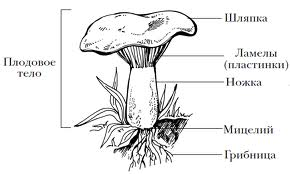 Шляпка
Ламелы
(пластинки)
Плодовое
тело
Ножка
Мицелий
Грибница